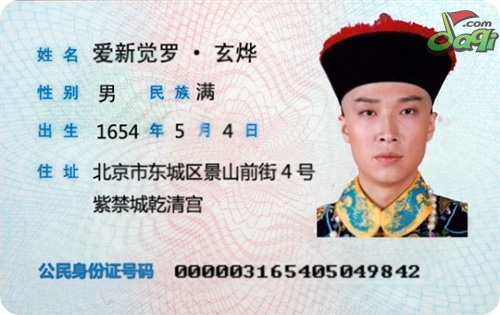 姓 名 爱新觉罗 · 玄烨
性 别 男 民 族 满
出 生 1654 年 5 月 4 日
住 址 北京市东城区景山前街 4 号
紫禁城乾清宫
公民身份证号码 000003165405049842
.com
daqi